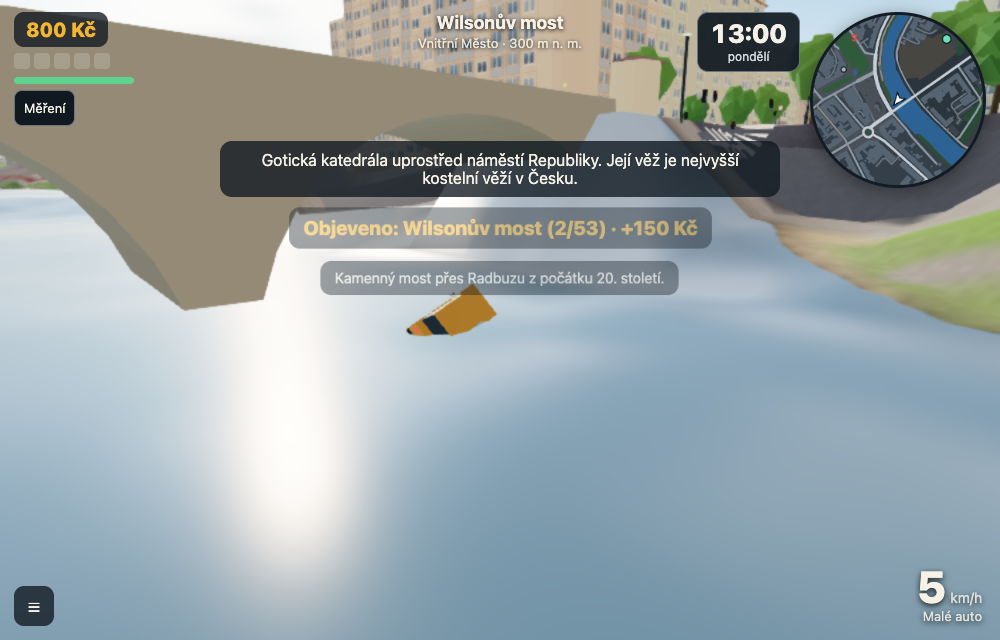 800 Kč
Měření
Wilsonův most
Vnitřní Město · 300 m n. m.
13:00
pondělí
Gotická katedrála uprostřed náměstí Republiky. Její věž je nejvyšší
kostelní věží v Česku.
Objeveno: Wilsonův most (2/53) · +150 Kč
Kamenný most přes Radbuzu z počátku 20. století.
5 km/h
Malé auto